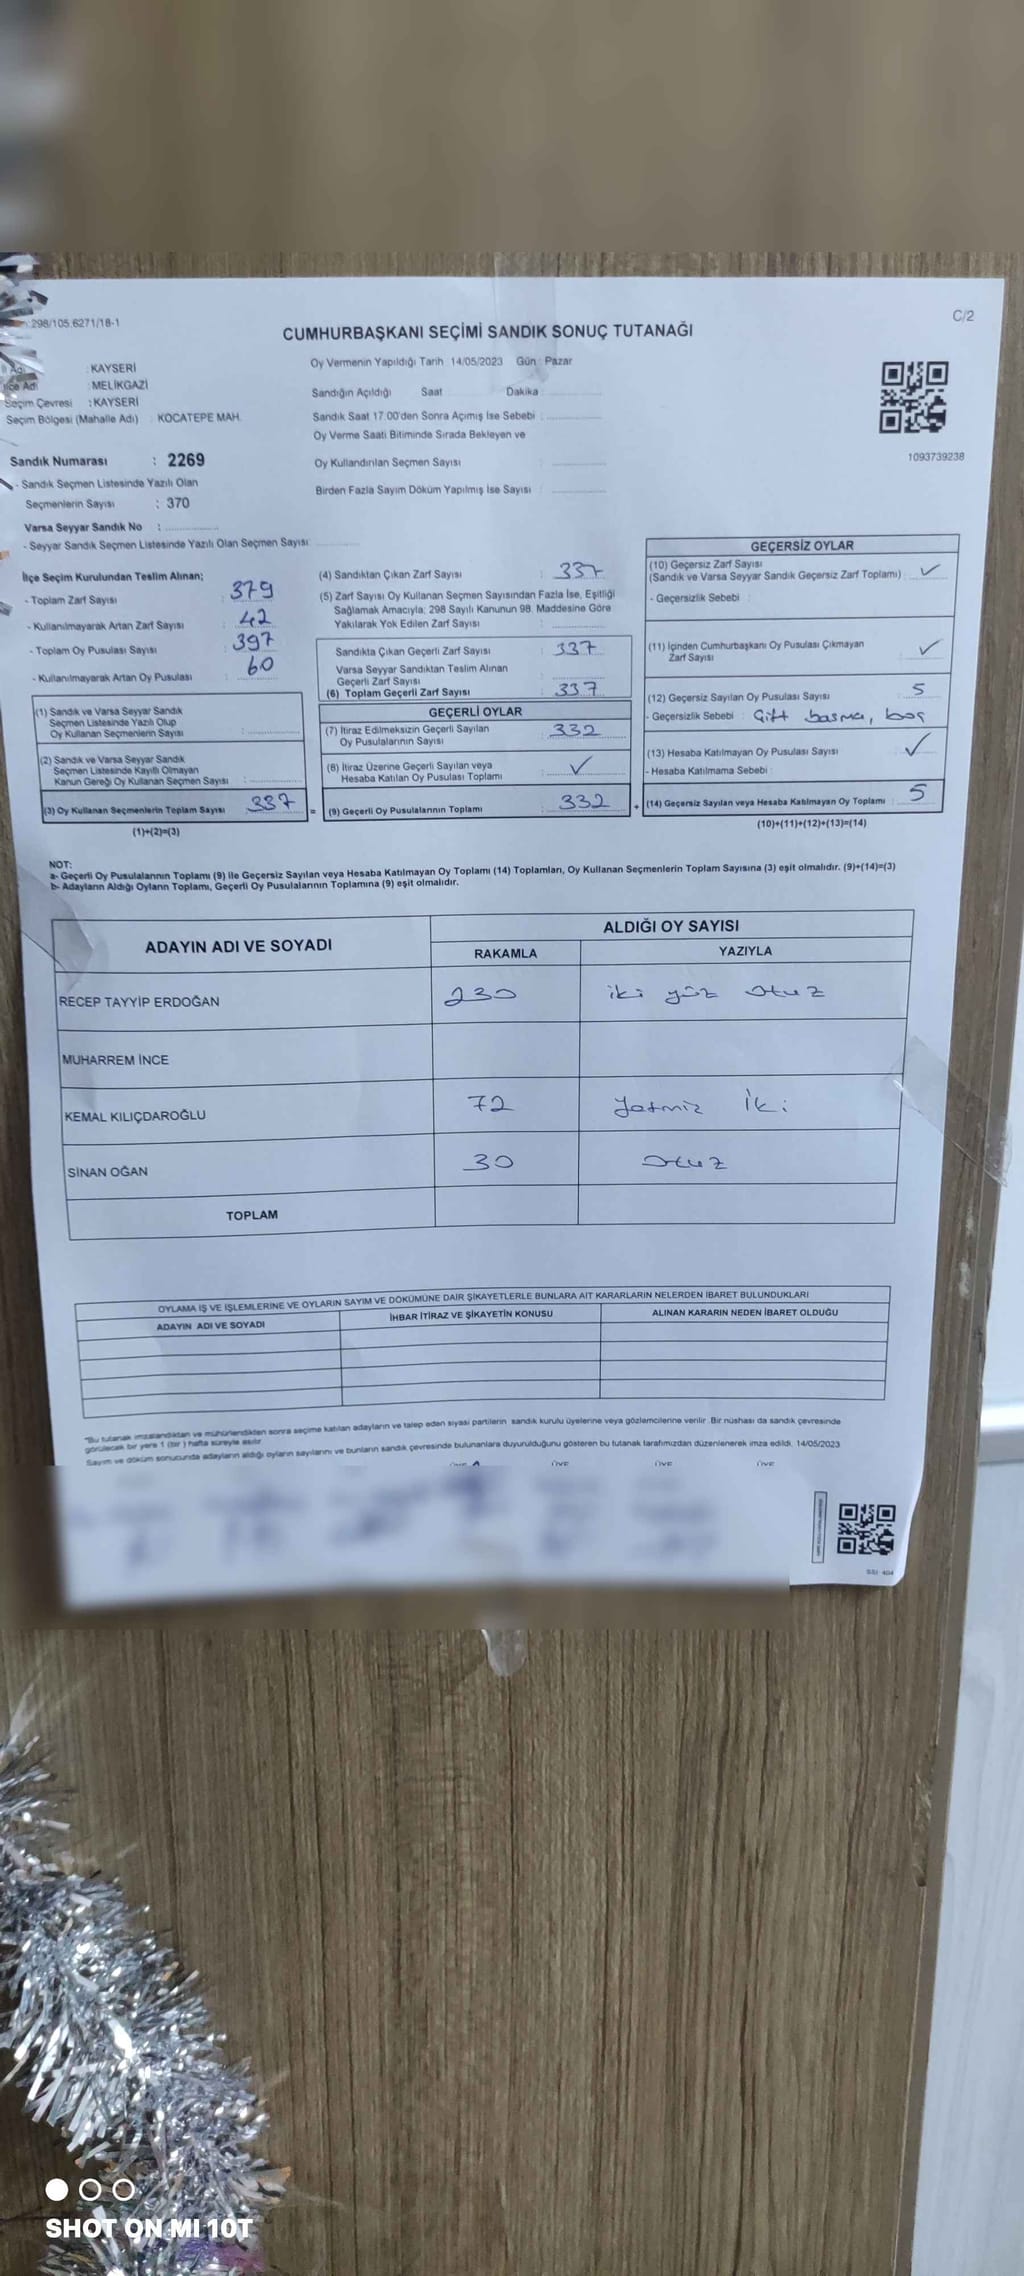 298/105.6271/18-1
C/2
CUMHURBAŞKANI SEÇİMİ SANDIK SONUÇ TUTANAĞI
Adı : KAYSERİ
İlçe Adı : MELİKGAZİ
Seçim Çevresi : KAYSERİ
Seçim Bölgesi (Mahalle Adı) : KOCATEPE MAH.
Sandık Numarası : 2269
- Sandık Seçmen Listesinde Yazılı Olan
Seçmenlerin Sayısı : 370
Varsa Seyyar Sandık No :
- Seyyar Sandık Seçmen Listesinde Yazılı Olan Seçmen Sayısı
Oy Vermenin Yapıldığı Tarih 14/05/2023 Gün : Pazar
Sandığın Açıldığı Saat Dakika
Sandık Saat 17.00'den Sonra Açımış İse Sebebi :
Oy Verme Saati Bitiminde Sırada Bekleyen ve
Oy Kullandırılan Seçmen Sayısı :
Birden Fazla Sayım Döküm Yapılmış İse Sayısı :
1093739238
İlçe Seçim Kurulundan Teslim Alınan;
- Toplam Zarf Sayısı : 379
- Kullanılmayarak Artan Zarf Sayısı : 42
- Toplam Oy Pusulası Sayısı : 397
- Kullanılmayarak Artan Oy Pusulası : 60
(1) Sandık ve Varsa Seyyar Sandık
Seçmen Listesinde Yazılı Olup
Oy Kullanan Seçmenlerin Sayısı :
(2) Sandık ve Varsa Seyyar Sandık
Seçmen Listesinde Kayıtlı Olmayan
Kanun Gereği Oy Kullanan Seçmen Sayısı :
(3) Oy Kullanan Seçmenlerin Toplam Sayısı 337 =
(1)+(2)=(3)
(4) Sandıktan Çıkan Zarf Sayısı : 337
(5) Zarf Sayısı Oy Kullanan Seçmen Sayısından Fazla İse, Eşitliği
Sağlamak Amacıyla; 298 Sayılı Kanunun 98. Maddesine Göre
Yakılarak Yok Edilen Zarf Sayısı :
Sandıkta Çıkan Geçerli Zarf Sayısı : 337
Varsa Seyyar Sandıktan Teslim Alınan
Geçerli Zarf Sayısı :
(6) Toplam Geçerli Zarf Sayısı : 337
GEÇERLİ OYLAR
(7) İtiraz Edilmeksizin Geçerli Sayılan
Oy Pusulalarının Sayısı : 332
(8) İtiraz Üzerine Geçerli Sayılan veya
Hesaba Katılan Oy Pusulası Toplamı : ✓
(9) Geçerli Oy Pusulalarının Toplamı : 332 +
GEÇERSİZ OYLAR
(10) Geçersiz Zarf Sayısı
(Sandık ve Varsa Seyyar Sandık Geçersiz Zarf Toplamı) : ✓
- Geçersizlik Sebebi :
(11) İçinden Cumhurbaşkanı Oy Pusulası Çıkmayan
Zarf Sayısı : ✓
(12) Geçersiz Sayılan Oy Pusulası Sayısı : 5
- Geçersizlik Sebebi : Çift basma, boş
(13) Hesaba Katılmayan Oy Pusulası Sayısı : ✓
- Hesaba Katılmama Sebebi :
(14) Geçersiz Sayılan veya Hesaba Katılmayan Oy Toplamı : 5
(10)+(11)+(12)+(13)=(14)
NOT:
a- Geçerli Oy Pusulalarının Toplamı (9) ile Geçersiz Sayılan veya Hesaba Katılmayan Oy Toplamı (14) Toplamları, Oy Kullanan Seçmenlerin Toplam Sayısına (3) eşit olmalıdır. (9)+(14)=(3)
b- Adayların Aldığı Oyların Toplamı, Geçerli Oy Pusulalarının Toplamına (9) eşit olmalıdır.
ADAYIN ADI VE SOYADI ALDIĞI OY SAYISI
RAKAMLA YAZIYLA
RECEP TAYYİP ERDOĞAN 230 iki yüz otuz
MUHARREM İNCE
KEMAL KILIÇDAROĞLU 72 Yetmiz İki
SİNAN OĞAN 30 otuz
TOPLAM
OYLAMA İŞ VE İŞLEMLERİNE VE OYLARIN SAYIM VE DÖKÜMÜNE DAİR ŞİKAYETLERLE BUNLARA AİT KARARLARIN NELERDEN İBARET BULUNDUKLARI
ADAYIN ADI VE SOYADI İHBAR İTİRAZ VE ŞİKAYETİN KONUSU ALINAN KARARIN NEDEN İBARET OLDUĞU
"Bu tutanak imzalandıktan ve mühürlendikten sonra seçime katılan adayların ve talep eden siyasi partilerin sandık kurulu üyelerine veya gözlemcilerine verilir. Bir nüshası da sandık çevresinde
görülecek bir yere 1 (bir) hafta süreyle asılır.
Sayım ve döküm sonucunda adayların aldığı oyların sayılarını ve bunların sandık çevresinde bulunanlara duyurulduğunu gösteren bu tutanak tarafımızdan düzenlenerek imza edildi. 14/05/2023
ÜYE ÜYE ÜYE
SHOT ON MI 10T